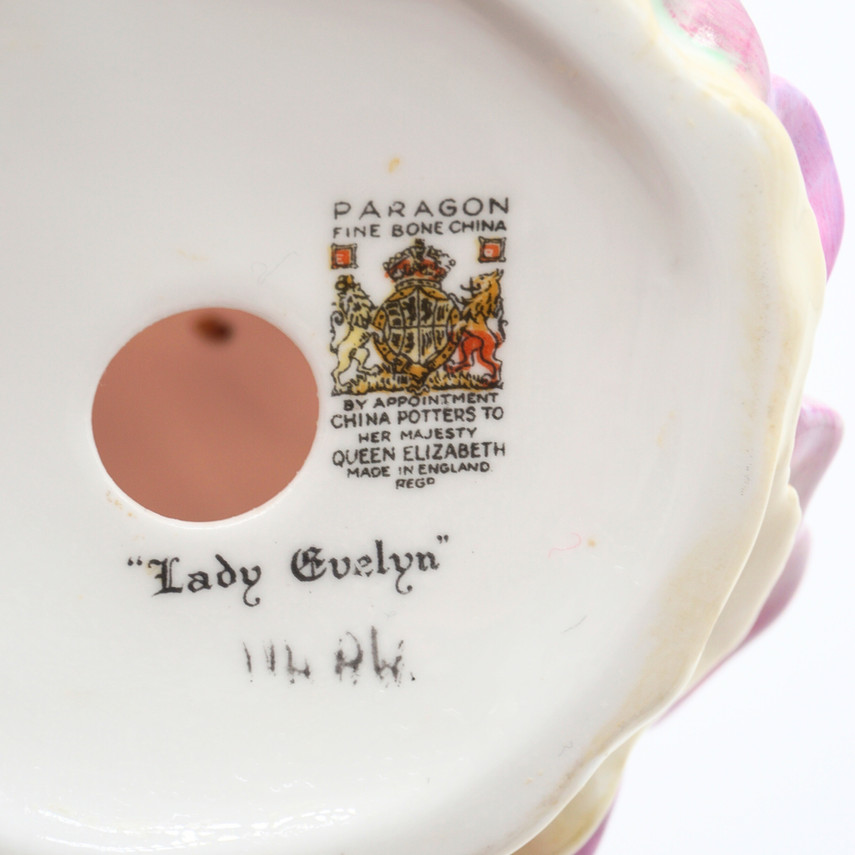 PARAGON
FINE BONE CHINA
BY APPOINTMENT
CHINA POTTERS TO
HER MAJESTY
QUEEN ELIZABETH
MADE IN ENGLAND
REGD
"Lady Evelyn"